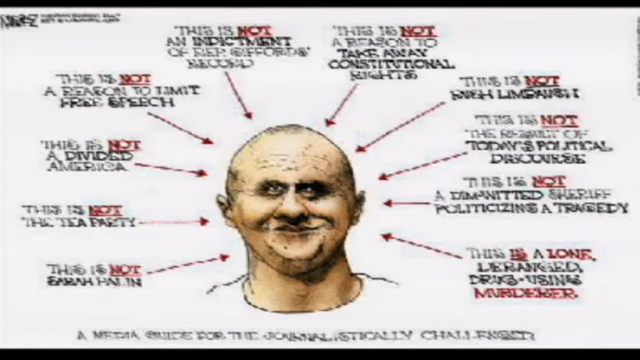 THIS IS NOT
AN INDICTMENT
OF REP. GIFFORDS'
RECORD
THIS IS NOT
A REASON TO
TAKE AWAY
CONSTITUTIONAL
RIGHTS
THIS IS NOT
A REASON TO LIMIT
FREE SPEECH
THIS IS NOT
RUSH LIMBAUGH
THIS IS NOT
A DIVIDED
AMERICA
THIS IS NOT
THE RESULT OF
TODAY'S POLITICAL
DISCOURSE
THIS IS NOT
THE TEA PARTY
THIS IS NOT
A DIMWITTED SHERIFF
POLITICIZING A TRAGEDY
THIS IS NOT
SARAH PALIN
THIS IS A LONE,
DERANGED,
DRUG-USING
MURDERER.
A MEDIA GUIDE FOR THE JOURNALISTICALLY CHALLENGED